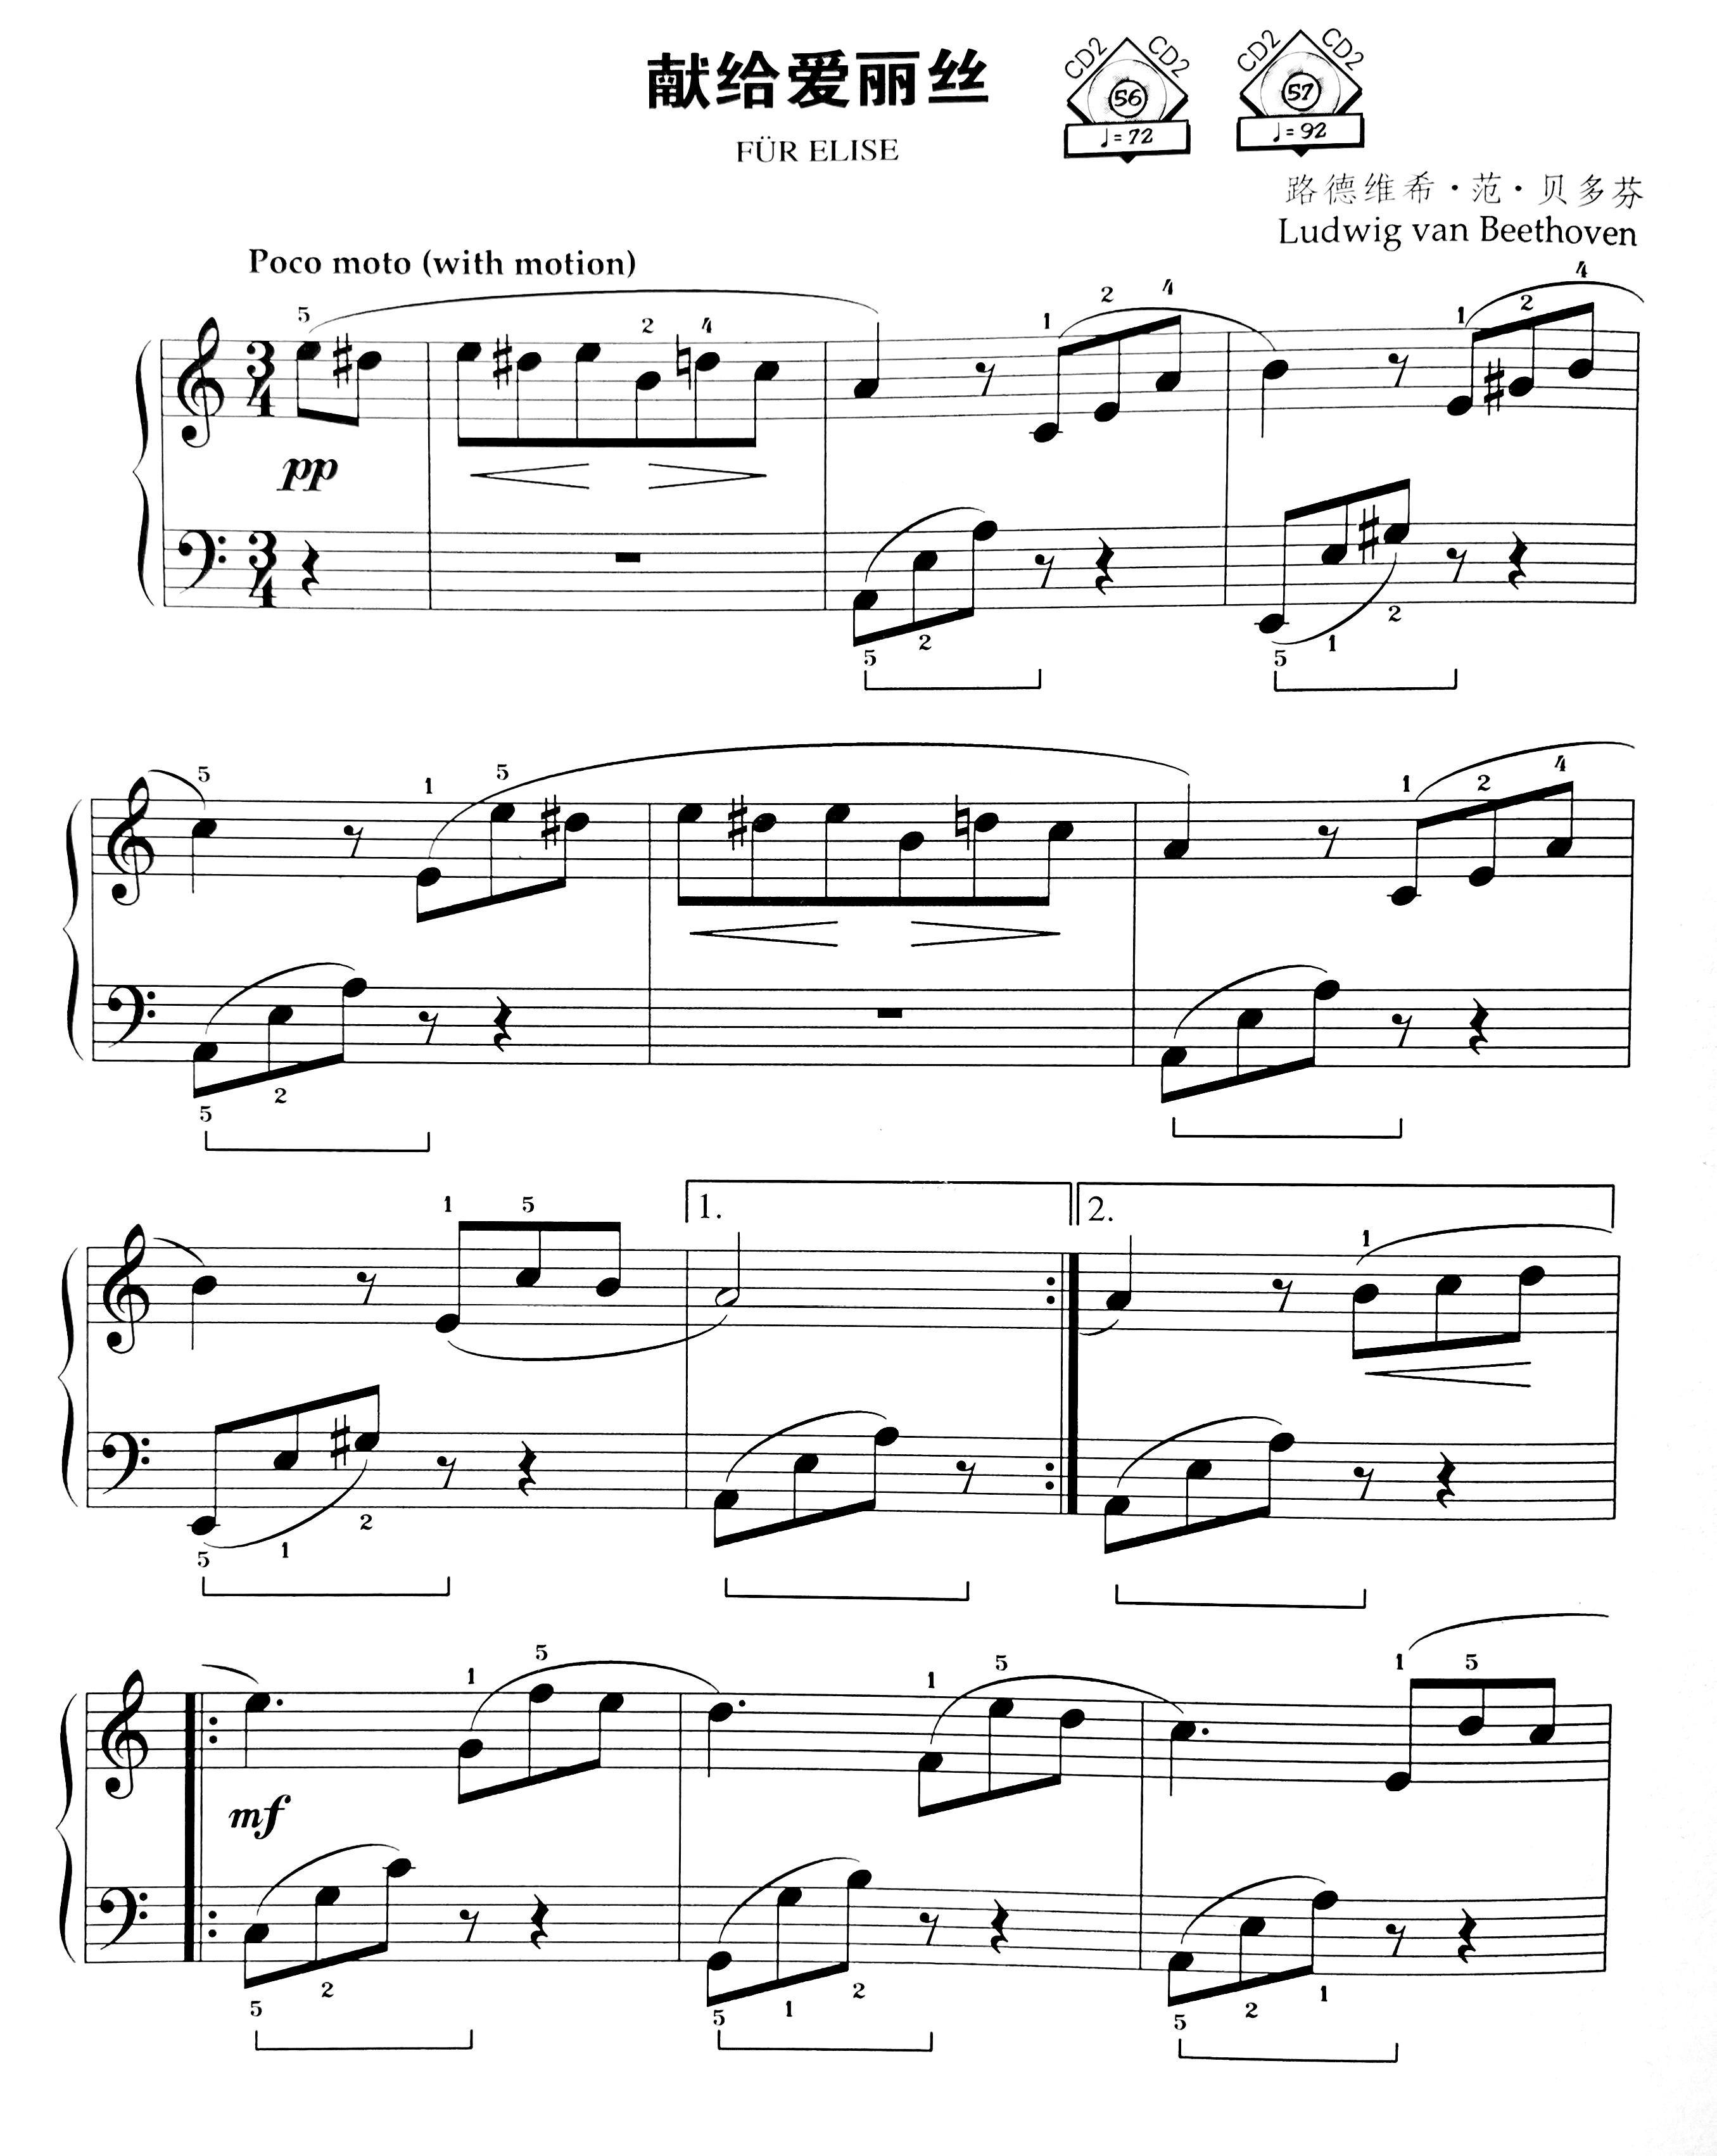 献给爱丽丝
FÜR ELISE
CD2 CD2
56
♩=72
CD2 CD2
57
♩=92
路德维希·范·贝多芬
Ludwig van Beethoven
Poco moto (with motion)
5 2 4 1 2 4 1 2 4
3 4
pp
3 4
5 2 5 1 2
5 1 5 1 2 4
5 2
1 5 1. 2. 1
5 1 2
1 5 1 5 1 5
mf
5 2 5 1 2 5 2 1